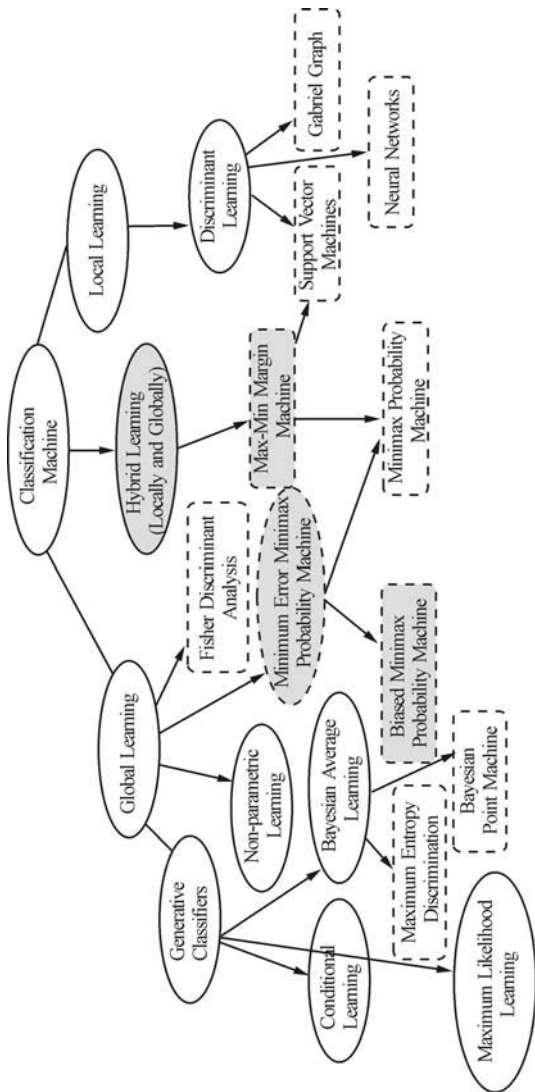 Classification
Machine
Global Learning
Hybrid Learning
(Locally and Globally)
Local Learning
Generative
Classifiers
Non-parametric
Learning
Fisher Discriminant
Analysis
Minimum Error Minimax
Probability Machine
Max-Min Margin
Machine
Discriminant
Learning
Conditional
Learning
Bayesian Average
Learning
Support Vector
Machines
Gabriel Graph
Maximum Entropy
Discrimination
Biased Minimax
Probability Machine
Minimax Probability
Machine
Neural Networks
Maximum Likelihood
Learning
Bayesian
Point Machine